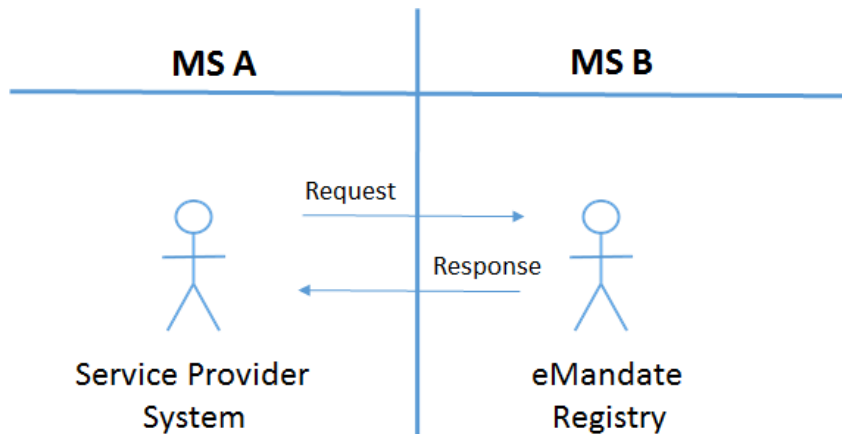 MS A
MS B
Request
Response
Service Provider
System
eMandate
Registry